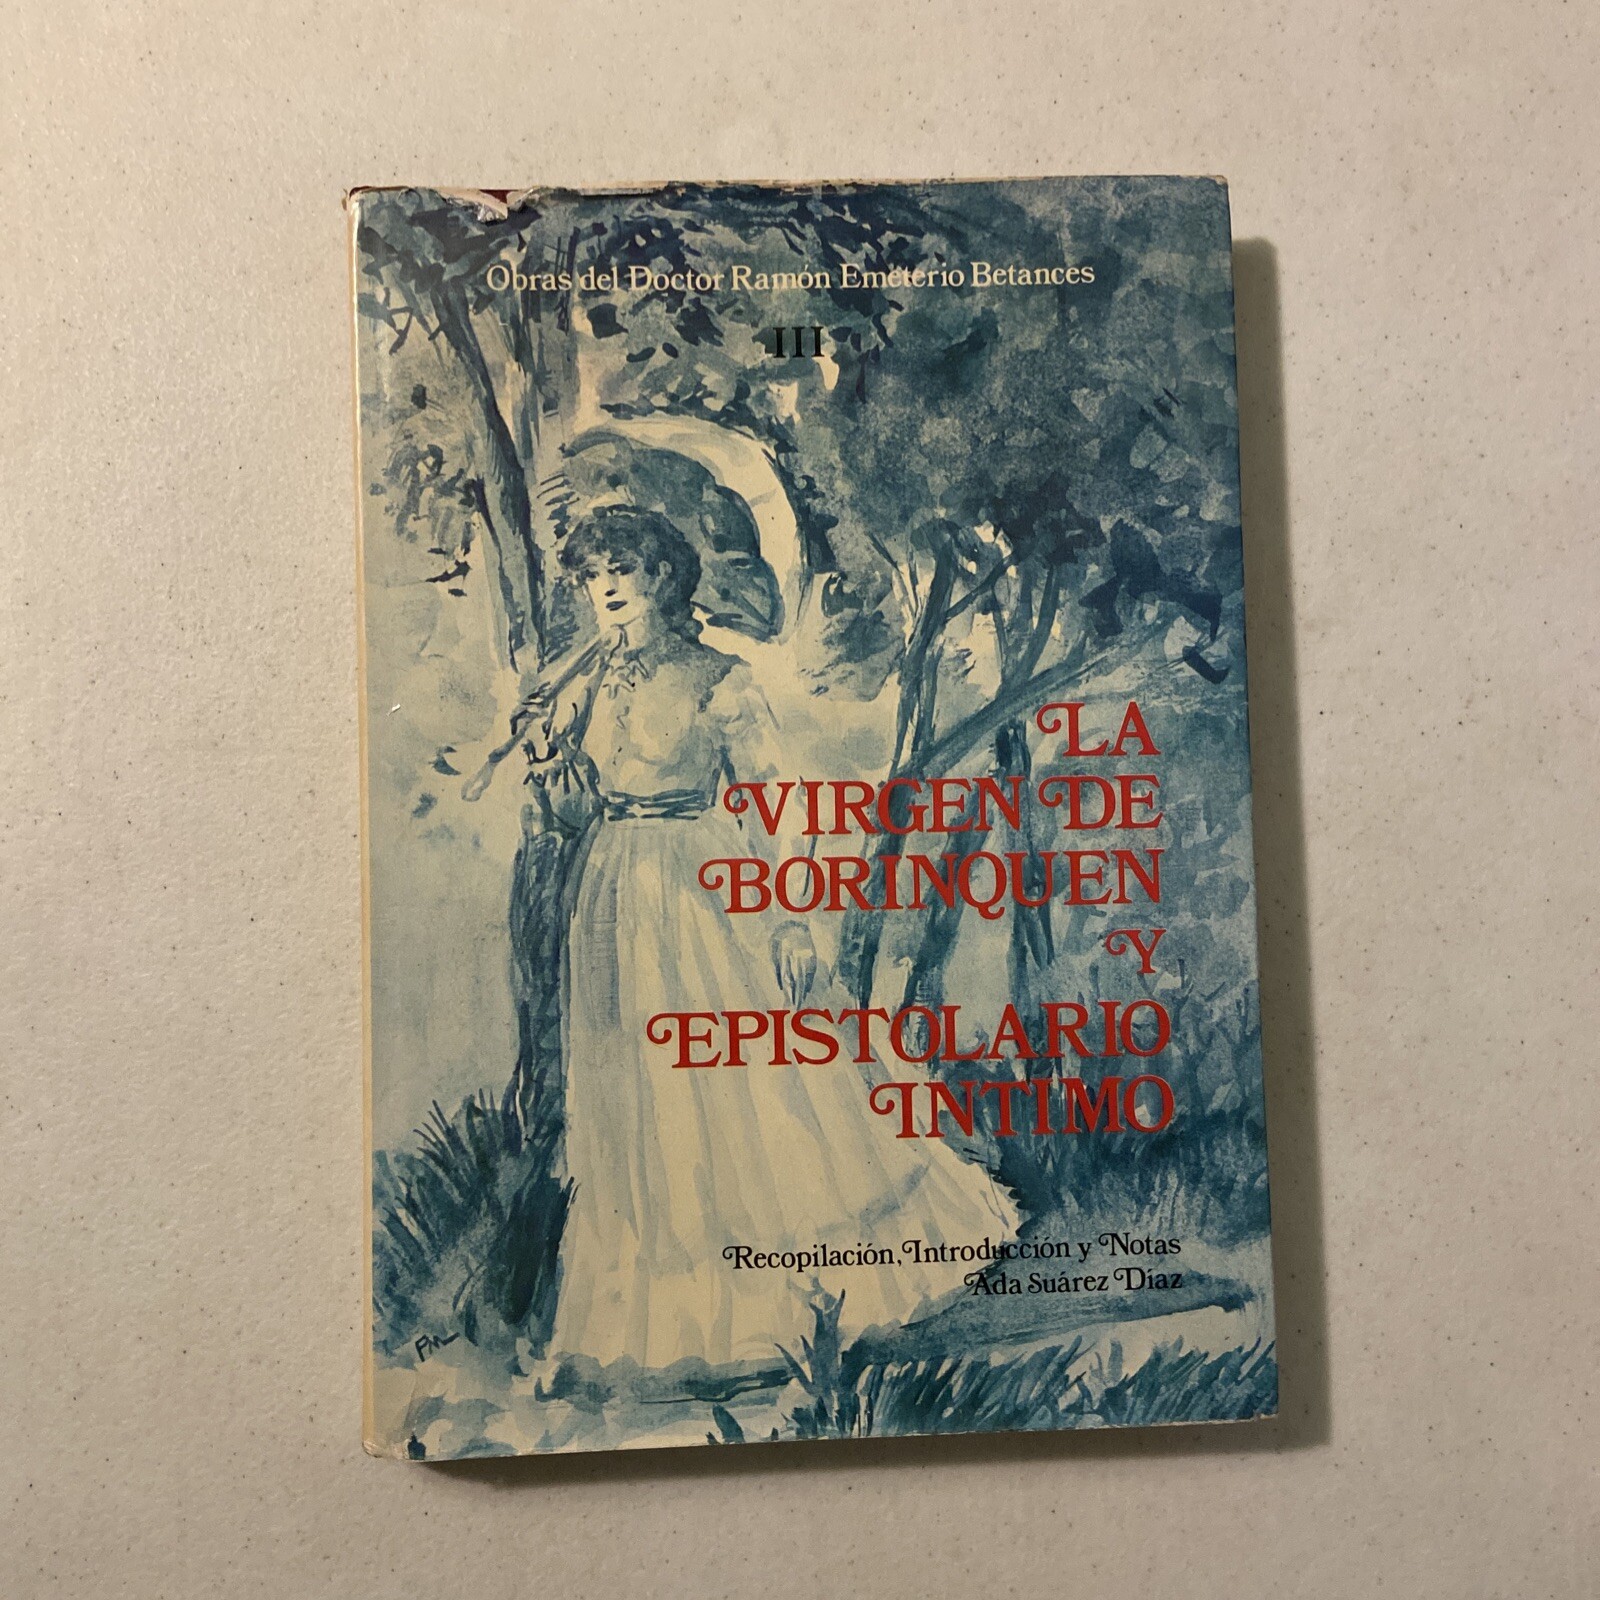 Obras del Doctor Ramón Emeterio Betances
III
LA
VIRGEN DE
BORINQUEN
Y
EPISTOLARIO
INTIMO
Recopilación, Introducción y Notas
Ada Suárez Díaz